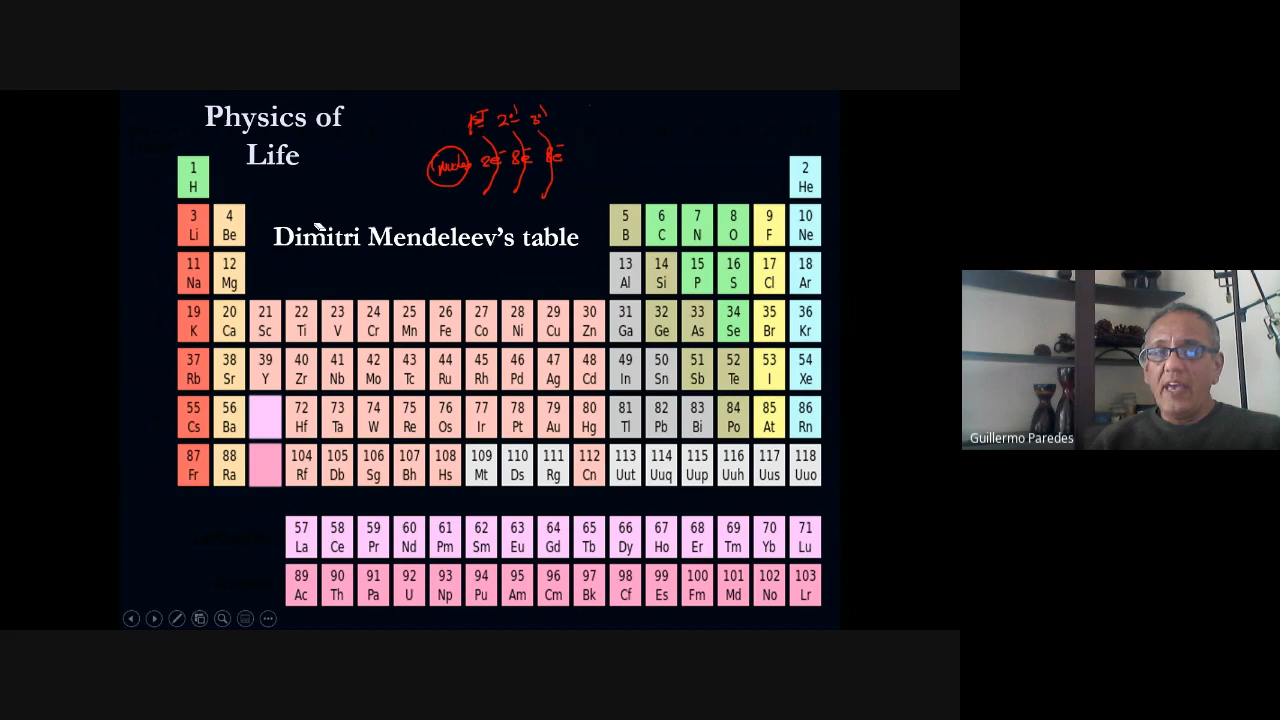 Physics of
Life
1ST 2nd 3rd
2e- 8e- 8e-
1 2
H He
3 4 5 6 7 8 9 10
Li Be B C N O F Ne
Dimitri Mendeleev's table
11 12 13 14 15 16 17 18
Na Mg Al Si P S Cl Ar
19 20 21 22 23 24 25 26 27 28 29 30 31 32 33 34 35 36
K Ca Sc Ti V Cr Mn Fe Co Ni Cu Zn Ga Ge As Se Br Kr
37 38 39 40 41 42 43 44 45 46 47 48 49 50 51 52 53 54
Rb Sr Y Zr Nb Mo Tc Ru Rh Pd Ag Cd In Sn Sb Te I Xe
55 56 72 73 74 75 76 77 78 79 80 81 82 83 84 85 86
Cs Ba Hf Ta W Re Os Ir Pt Au Hg Tl Pb Bi Po At Rn
87 88 104 105 106 107 108 109 110 111 112 113 114 115 116 117 118
Fr Ra Rf Db Sg Bh Hs Mt Ds Rg Cn Uut Uuq Uup Uuh Uus Uuo
57 58 59 60 61 62 63 64 65 66 67 68 69 70 71
La Ce Pr Nd Pm Sm Eu Gd Tb Dy Ho Er Tm Yb Lu
89 90 91 92 93 94 95 96 97 98 99 100 101 102 103
Ac Th Pa U Np Pu Am Cm Bk Cf Es Fm Md No Lr
Guillermo Paredes